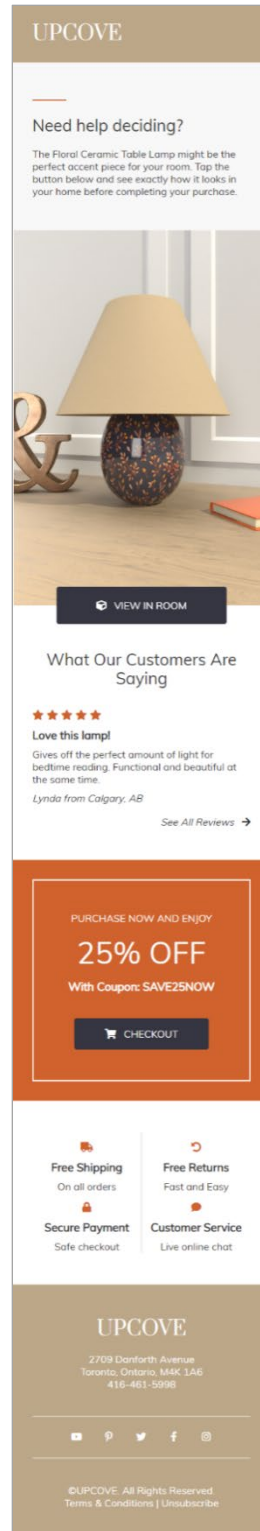 UPCOVE
Need help deciding?
The Floral Ceramic Table Lamp might be the
perfect accent piece for your room. Tap the
button below and see exactly how it looks in
your home before completing your purchase.
&
VIEW IN ROOM
What Our Customers Are
Saying
Love this lamp!
Gives off the perfect amount of light for
bedtime reading. Functional and beautiful at
the same time.
Lynda from Calgary, AB
See All Reviews →
PURCHASE NOW AND ENJOY
25% OFF
With Coupon: SAVE25NOW
CHECKOUT
Free Shipping
On all orders
Free Returns
Fast and Easy
Secure Payment
Safe checkout
Customer Service
Live online chat
UPCOVE
2709 Danforth Avenue
Toronto, Ontario, M4K 1A6
416-461-5998
©UPCOVE. All Rights Reserved.
Terms & Conditions | Unsubscribe